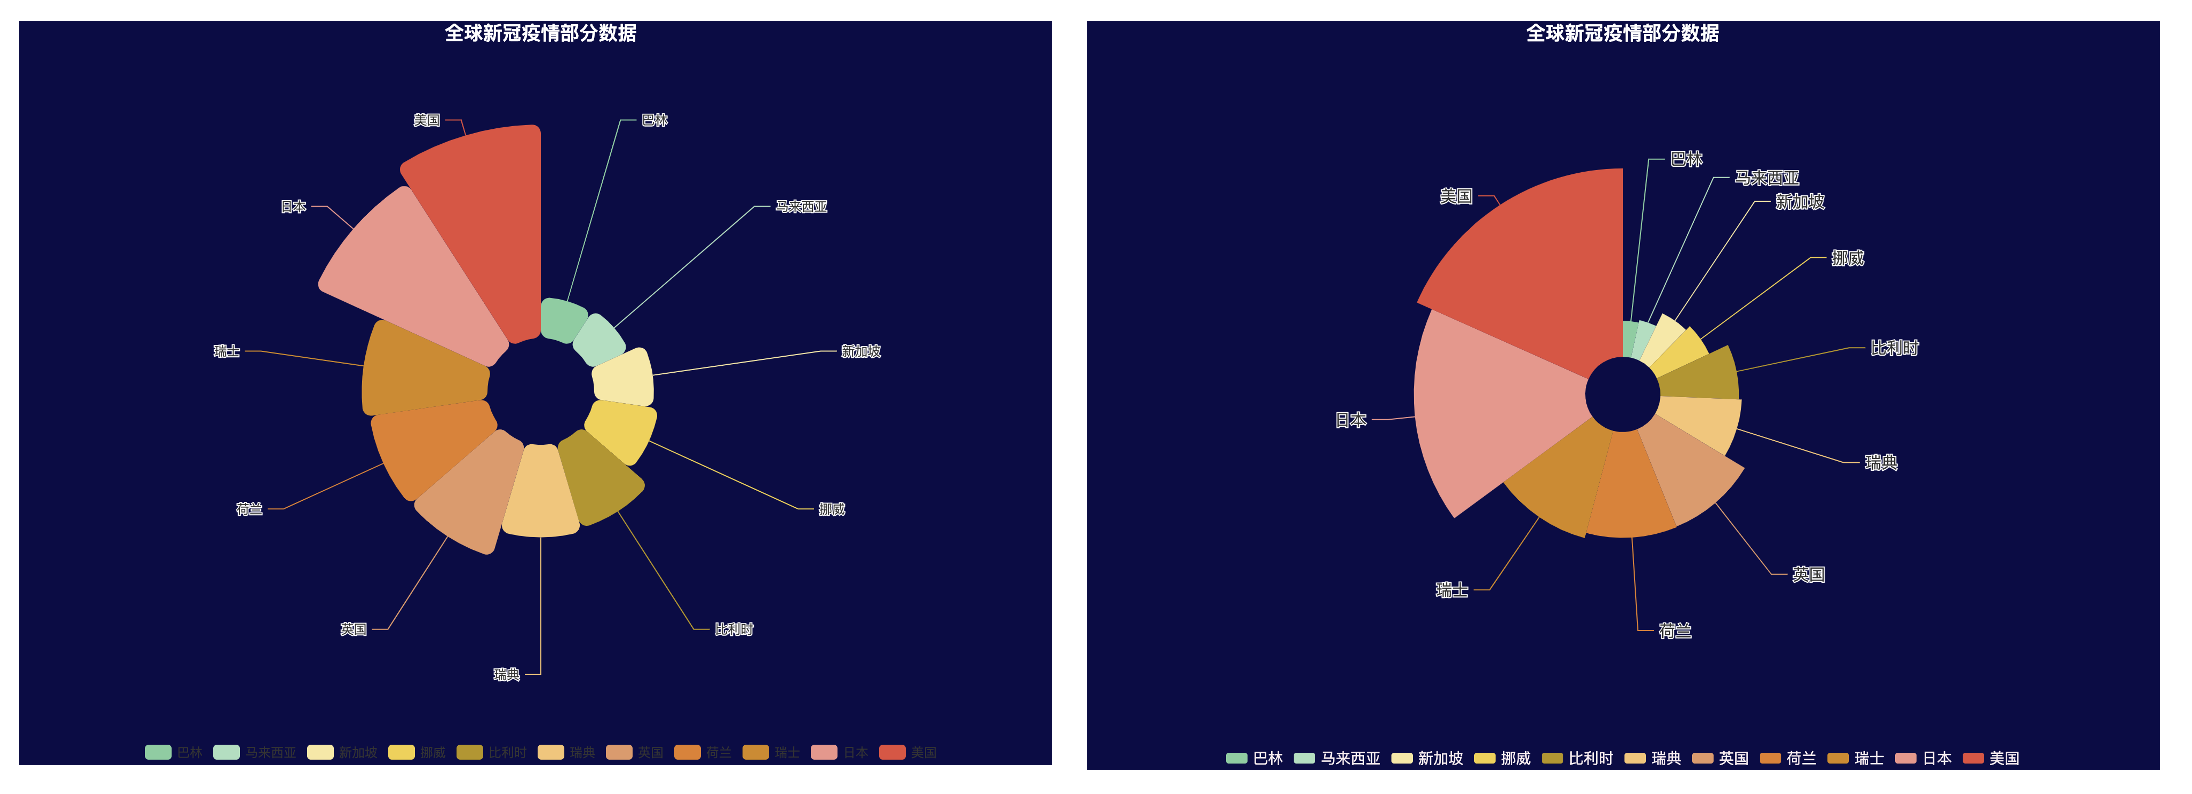 全球新冠疫情部分数据
美国
巴林
日本
马来西亚
瑞士
新加坡
荷兰
挪威
英国
比利时
瑞典
巴林 马来西亚 新加坡 挪威 比利时 瑞典 英国 荷兰 瑞士 日本 美国
全球新冠疫情部分数据
巴林
马来西亚
美国
新加坡
挪威
比利时
日本
瑞典
英国
瑞士
荷兰
巴林 马来西亚 新加坡 挪威 比利时 瑞典 英国 荷兰 瑞士 日本 美国